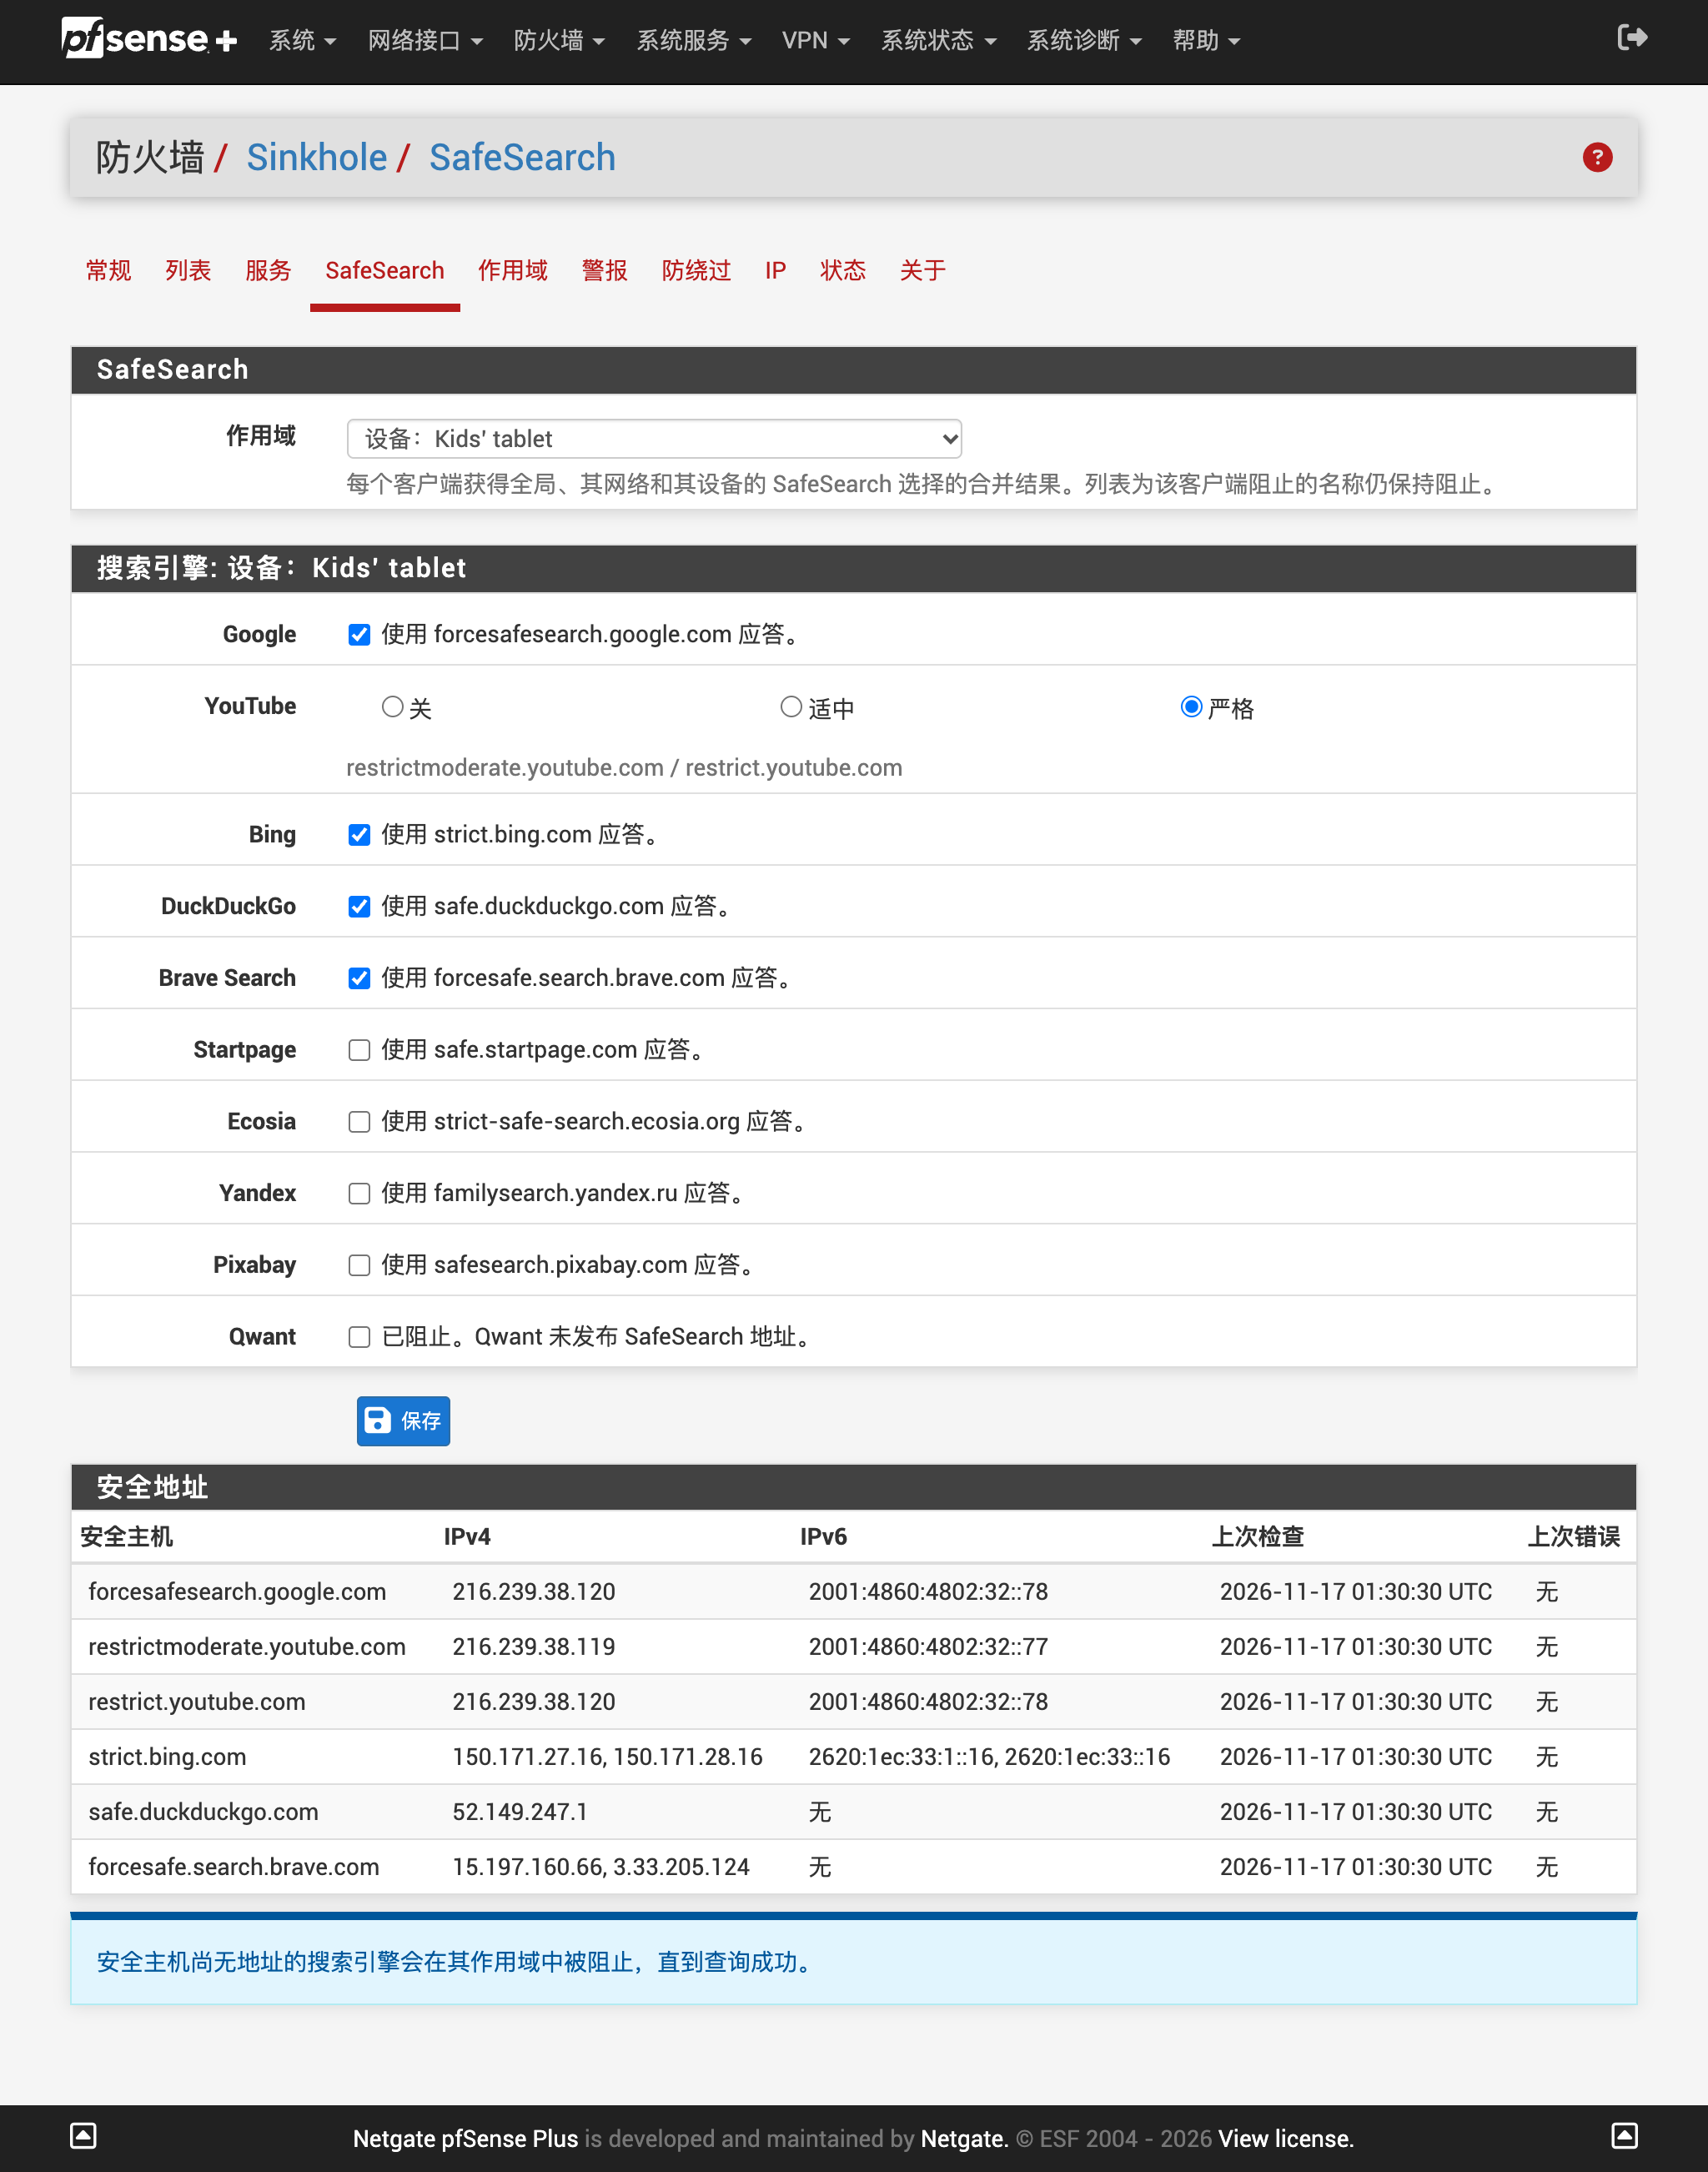 pfsense + 系统 网络接口 防火墙 系统服务 VPN 系统状态 系统诊断 帮助
防火墙 / Sinkhole / SafeSearch
常规 列表 服务 SafeSearch 作用域 警报 防绕过 IP 状态 关于
SafeSearch
作用域 设备：Kids' tablet
每个客户端获得全局、其网络和其设备的 SafeSearch 选择的合并结果。列表为该客户端阻止的名称仍保持阻止。
搜索引擎: 设备：Kids' tablet
Google 使用 forcesafesearch.google.com 应答。
YouTube 关 适中 严格
restrictmoderate.youtube.com / restrict.youtube.com
Bing 使用 strict.bing.com 应答。
DuckDuckGo 使用 safe.duckduckgo.com 应答。
Brave Search 使用 forcesafe.search.brave.com 应答。
Startpage 使用 safe.startpage.com 应答。
Ecosia 使用 strict-safe-search.ecosia.org 应答。
Yandex 使用 familysearch.yandex.ru 应答。
Pixabay 使用 safesearch.pixabay.com 应答。
Qwant 已阻止。Qwant 未发布 SafeSearch 地址。
保存
安全地址
安全主机 IPv4 IPv6 上次检查 上次错误
forcesafesearch.google.com 216.239.38.120 2001:4860:4802:32::78 2026-11-17 01:30:30 UTC 无
restrictmoderate.youtube.com 216.239.38.119 2001:4860:4802:32::77 2026-11-17 01:30:30 UTC 无
restrict.youtube.com 216.239.38.120 2001:4860:4802:32::78 2026-11-17 01:30:30 UTC 无
strict.bing.com 150.171.27.16, 150.171.28.16 2620:1ec:33:1::16, 2620:1ec:33::16 2026-11-17 01:30:30 UTC 无
safe.duckduckgo.com 52.149.247.1 无 2026-11-17 01:30:30 UTC 无
forcesafe.search.brave.com 15.197.160.66, 3.33.205.124 无 2026-11-17 01:30:30 UTC 无
安全主机尚无地址的搜索引擎会在其作用域中被阻止，直到查询成功。
Netgate pfSense Plus is developed and maintained by Netgate. © ESF 2004 - 2026 View license.